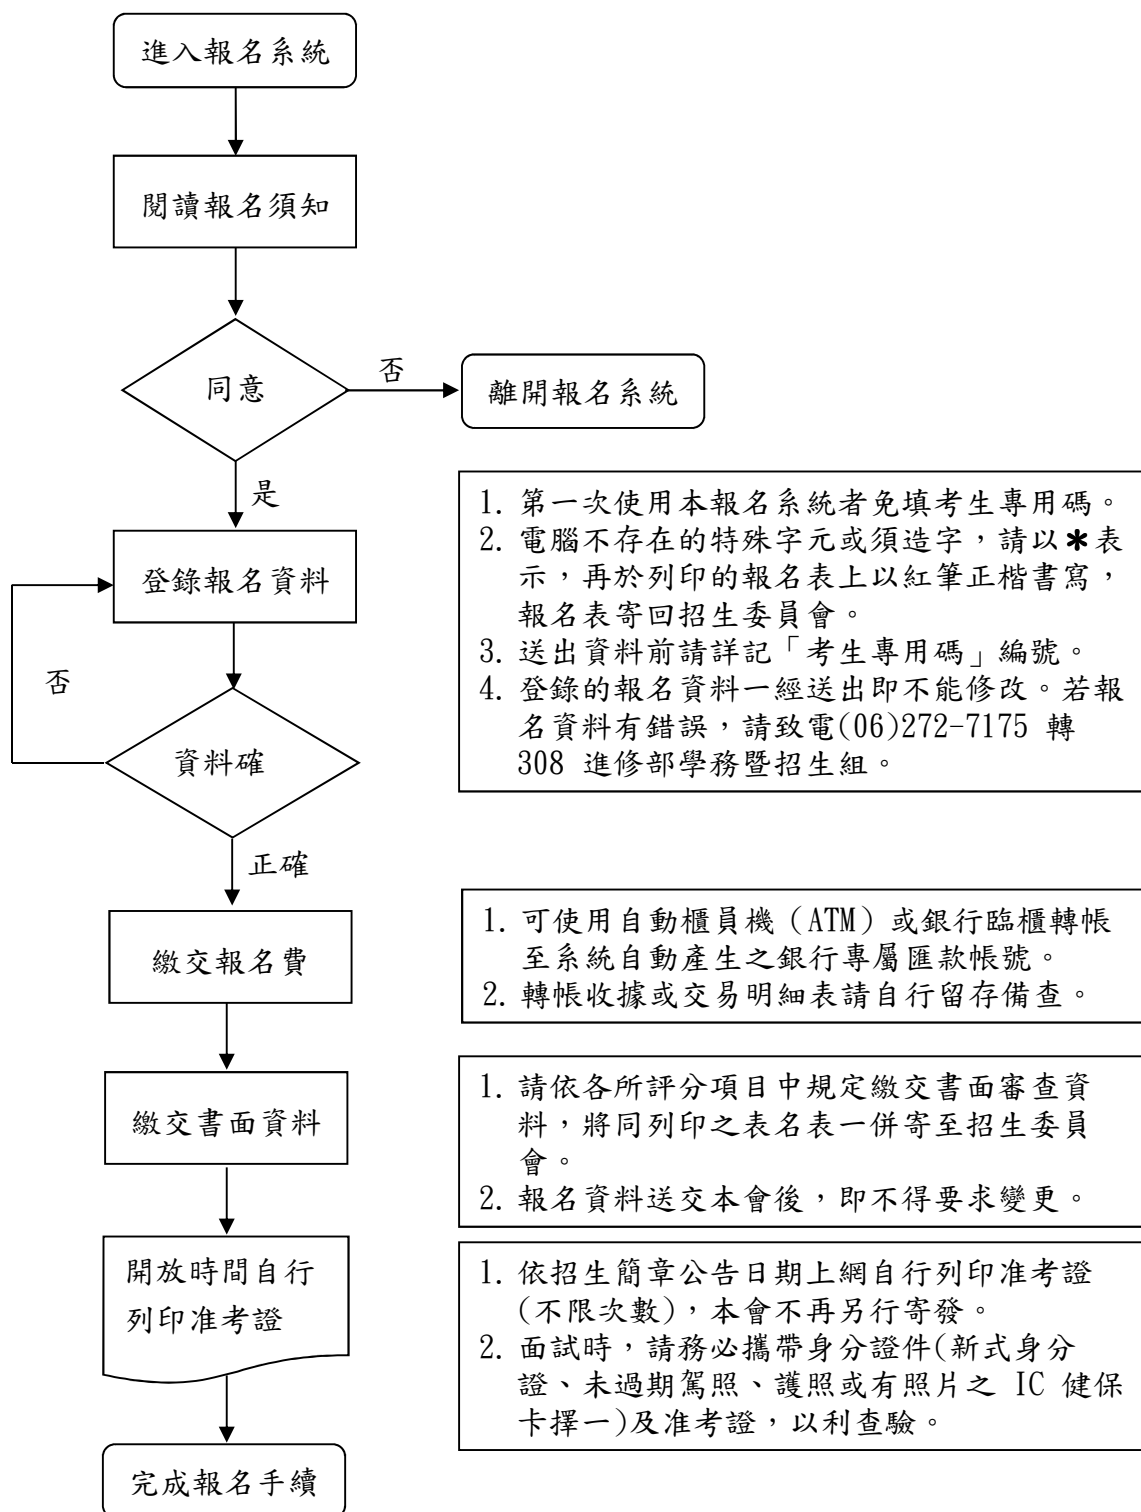 進入報名系統
閱讀報名須知
同意
否
離開報名系統
是
登錄報名資料
否
資料確
正確
1. 第一次使用本報名系統者免填考生專用碼。
2. 電腦不存在的特殊字元或須造字，請以✱表
示，再於列印的報名表上以紅筆正楷書寫，
報名表寄回招生委員會。
3. 送出資料前請詳記「考生專用碼」編號。
4. 登錄的報名資料一經送出即不能修改。若報
名資料有錯誤，請致電(06)272-7175 轉
308 進修部學務暨招生組。
繳交報名費
1. 可使用自動櫃員機（ATM）或銀行臨櫃轉帳
至系統自動產生之銀行專屬匯款帳號。
2. 轉帳收據或交易明細表請自行留存備查。
繳交書面資料
1. 請依各所評分項目中規定繳交書面審查資
料，將同列印之表名表一併寄至招生委員
會。
2. 報名資料送交本會後，即不得要求變更。
開放時間自行
列印准考證
1. 依招生簡章公告日期上網自行列印准考證
(不限次數)，本會不再另行寄發。
2. 面試時，請務必攜帶身分證件(新式身分
證、未過期駕照、護照或有照片之 IC 健保
卡擇一)及准考證，以利查驗。
完成報名手續